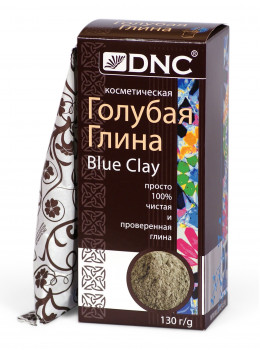 DNC
косметическая
Голубая
Глина
Blue Clay
просто
100%
чистая
и
проверенная
глина
130 г/g